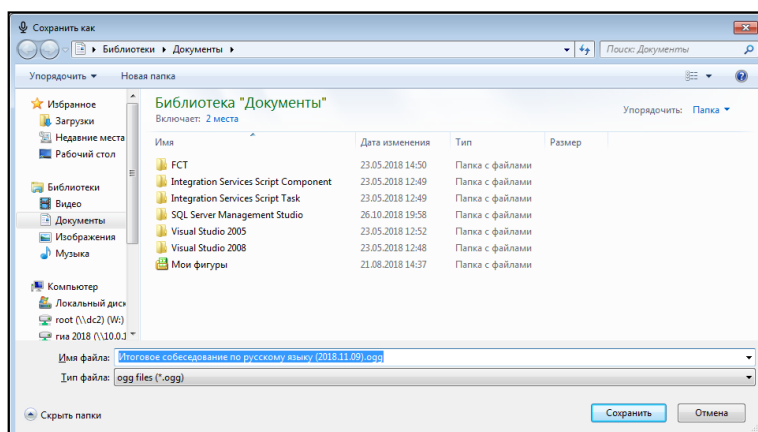 Сохранить как
Библиотеки Документы
Поиск: Документы
Упорядочить Новая папка
Избранное
Загрузки
Недавние места
Рабочий стол
Библиотеки
Видео
Документы
Изображения
Музыка
Компьютер
Локальный диск
root (\\dc2) (W:)
гиа 2018 (\\10.0.1
Библиотека "Документы"
Включает: 2 места
Упорядочить: Папка
Имя Дата изменения Тип Размер
FCT 23.05.2018 14:50 Папка с файлами
Integration Services Script Component 23.05.2018 12:49 Папка с файлами
Integration Services Script Task 23.05.2018 12:49 Папка с файлами
SQL Server Management Studio 26.10.2018 19:58 Папка с файлами
Visual Studio 2005 23.05.2018 12:52 Папка с файлами
Visual Studio 2008 23.05.2018 12:48 Папка с файлами
Мои фигуры 21.08.2018 14:37 Папка с файлами
Имя файла: Итоговое собеседование по русскому языку (2018.11.09).ogg
Тип файла: ogg files (*.ogg)
Скрыть папки
Сохранить Отмена